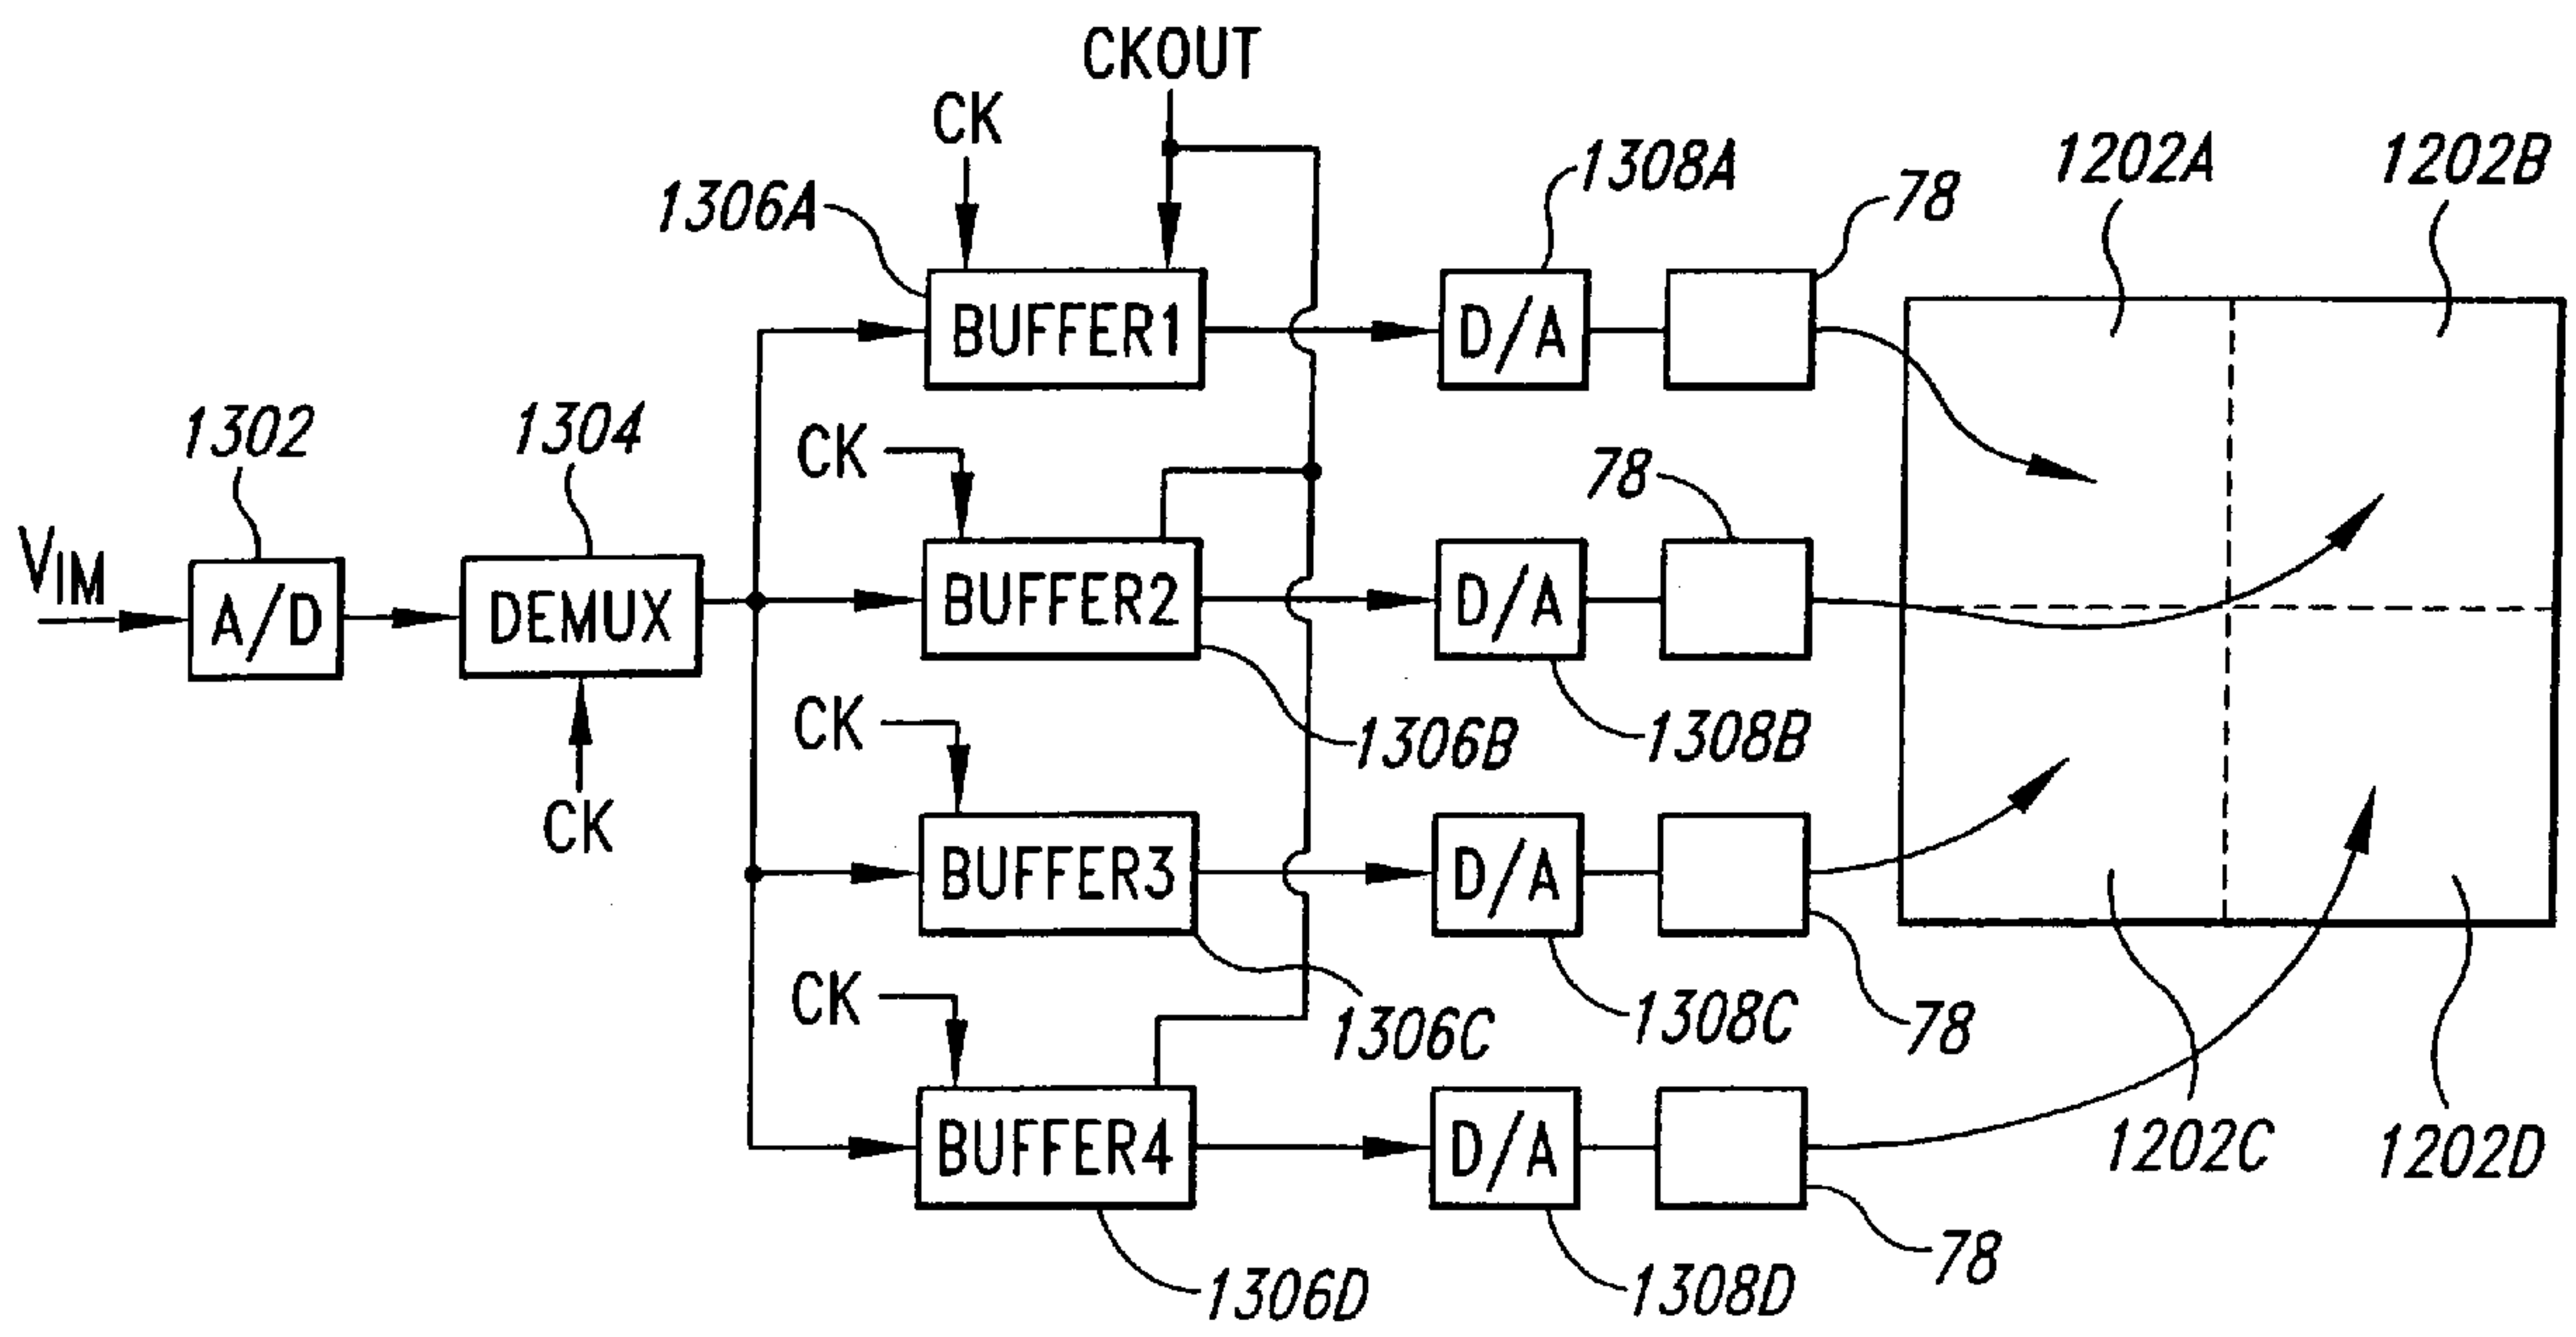 CKOUT
CK
1306A
1308A
78
1202A
1202B
BUFFER1
D/A
1302
1304
CK
78
VIM
A/D
DEMUX
BUFFER2
D/A
CK
1306B
1308B
CK
BUFFER3
D/A
CK
1306C
1308C
78
1202C
1202D
BUFFER4
D/A
1306D
1308D
78